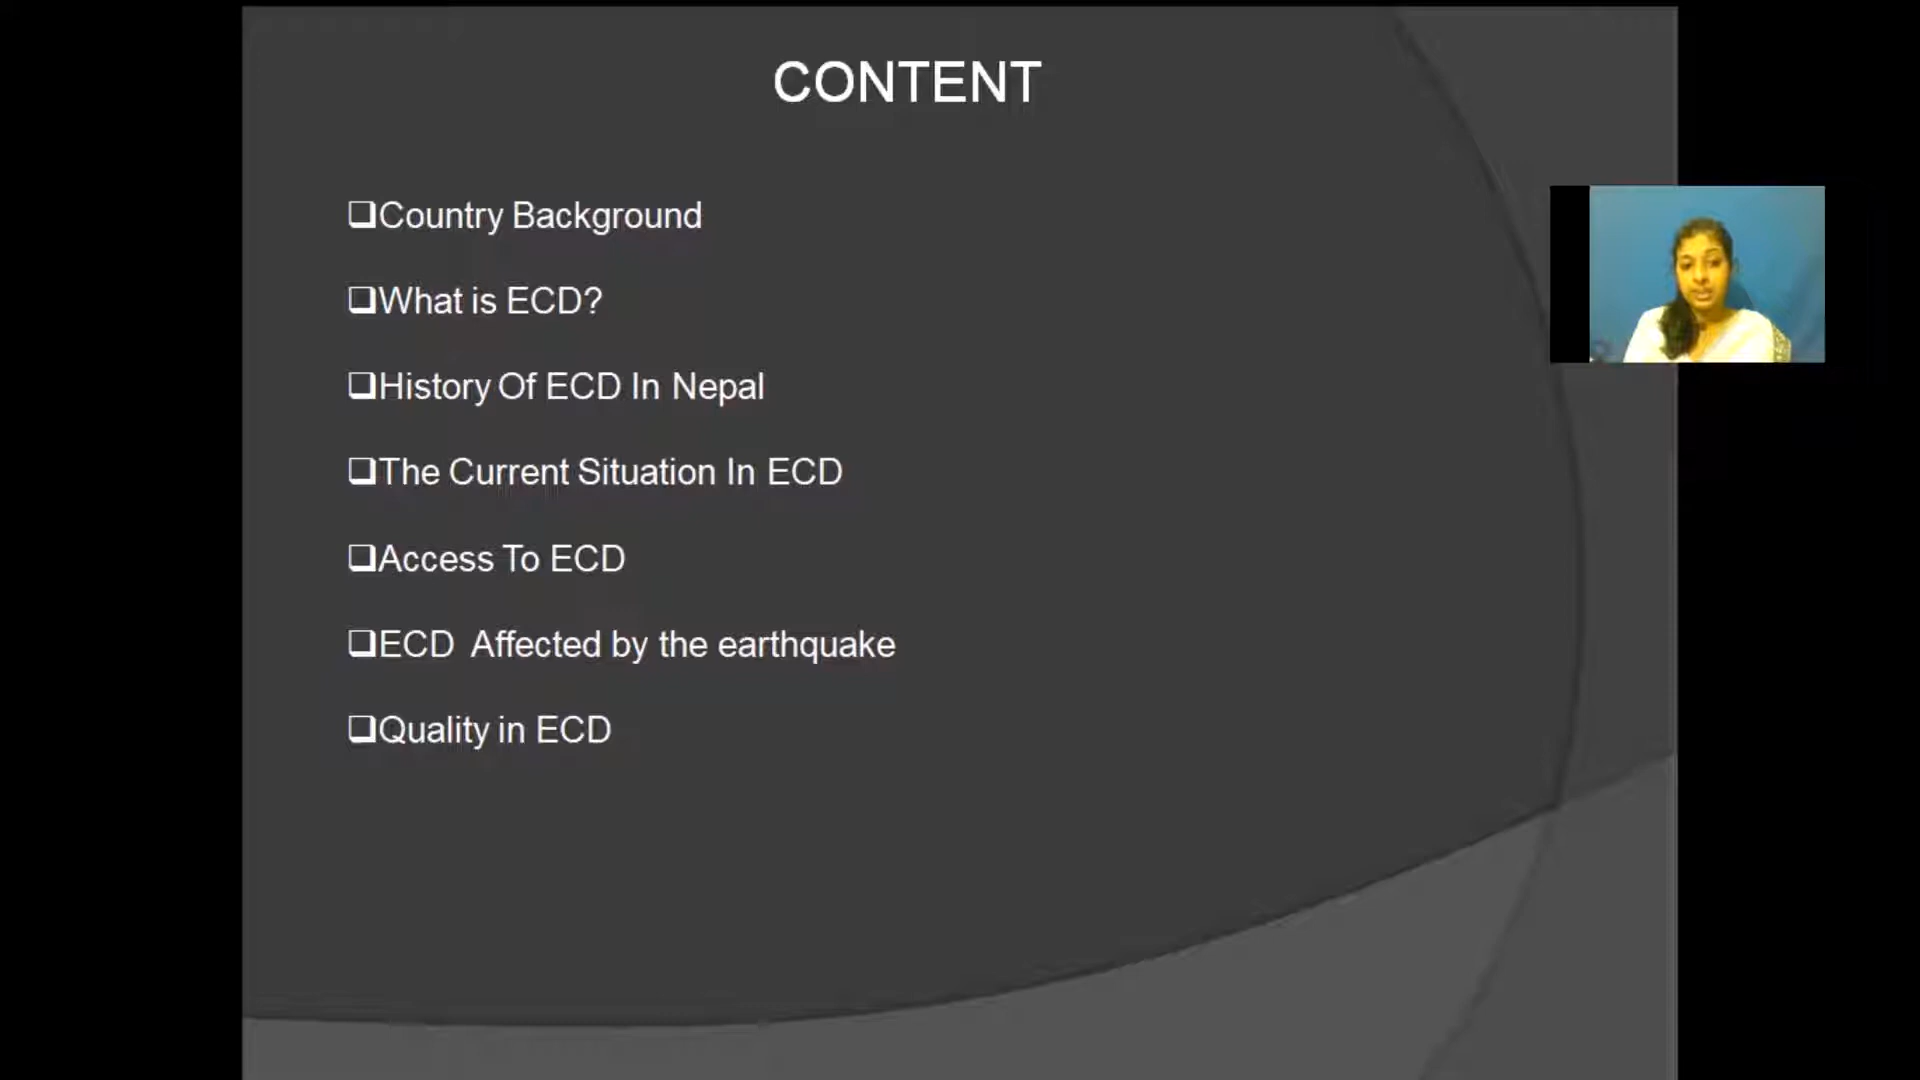 CONTENT
❑Country Background
❑What is ECD?
❑History Of ECD In Nepal
❑The Current Situation In ECD
❑Access To ECD
❑ECD  Affected by the earthquake
❑Quality in ECD